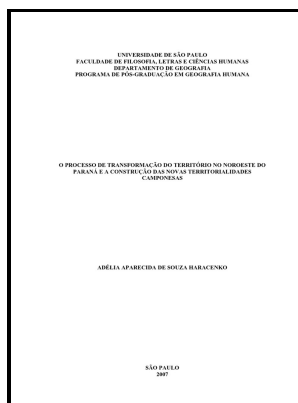 UNIVERSIDADE DE SÃO PAULO
FACULDADE DE FILOSOFIA, LETRAS E CIÊNCIAS HUMANAS
DEPARTAMENTO DE GEOGRAFIA
PROGRAMA DE PÓS-GRADUAÇÃO EM GEOGRAFIA HUMANA
O PROCESSO DE TRANSFORMAÇÃO DO TERRITÓRIO NO NOROESTE DO
PARANÁ E A CONSTRUÇÃO DAS NOVAS TERRITORIALIDADES
CAMPONESAS
ADÉLIA APARECIDA DE SOUZA HARACENKO
SÃO PAULO
2007